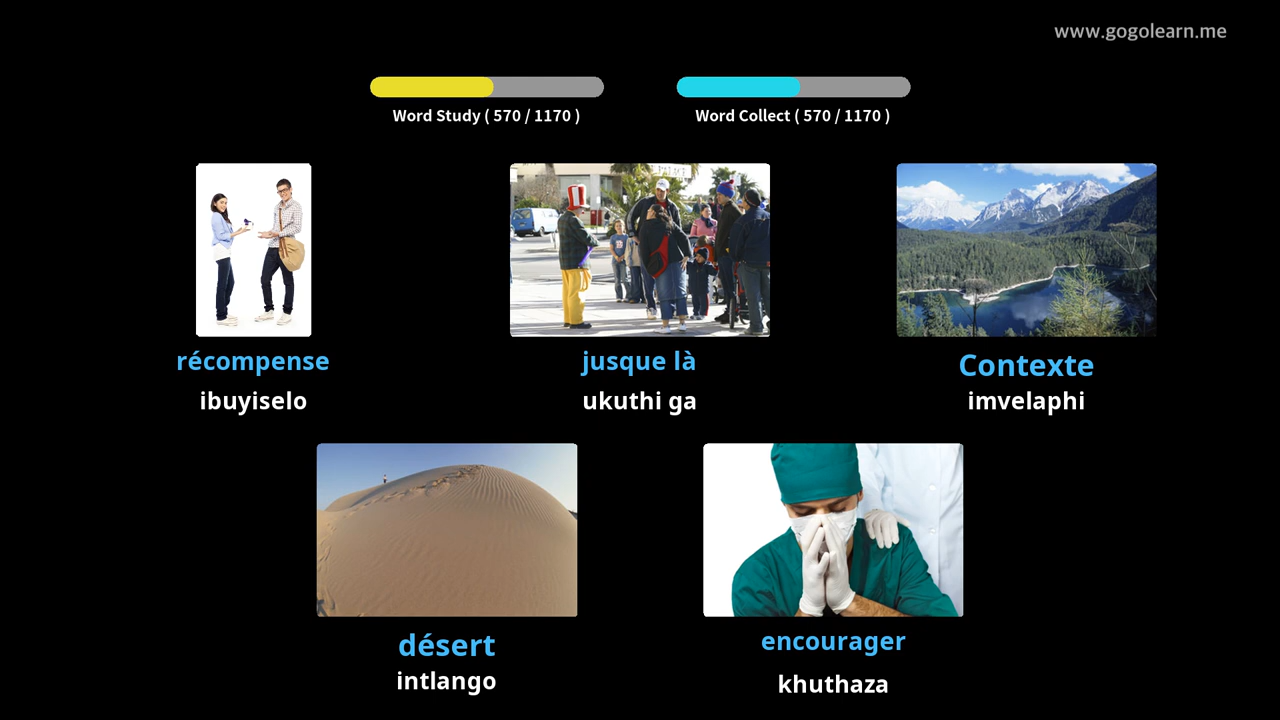 www.gogolearn.me
Word Study ( 570 / 1170 )
Word Collect ( 570 / 1170 )
récompense
ibuyiselo
jusque là
ukuthi ga
Contexte
imvelaphi
désert
intlango
encourager
khuthaza